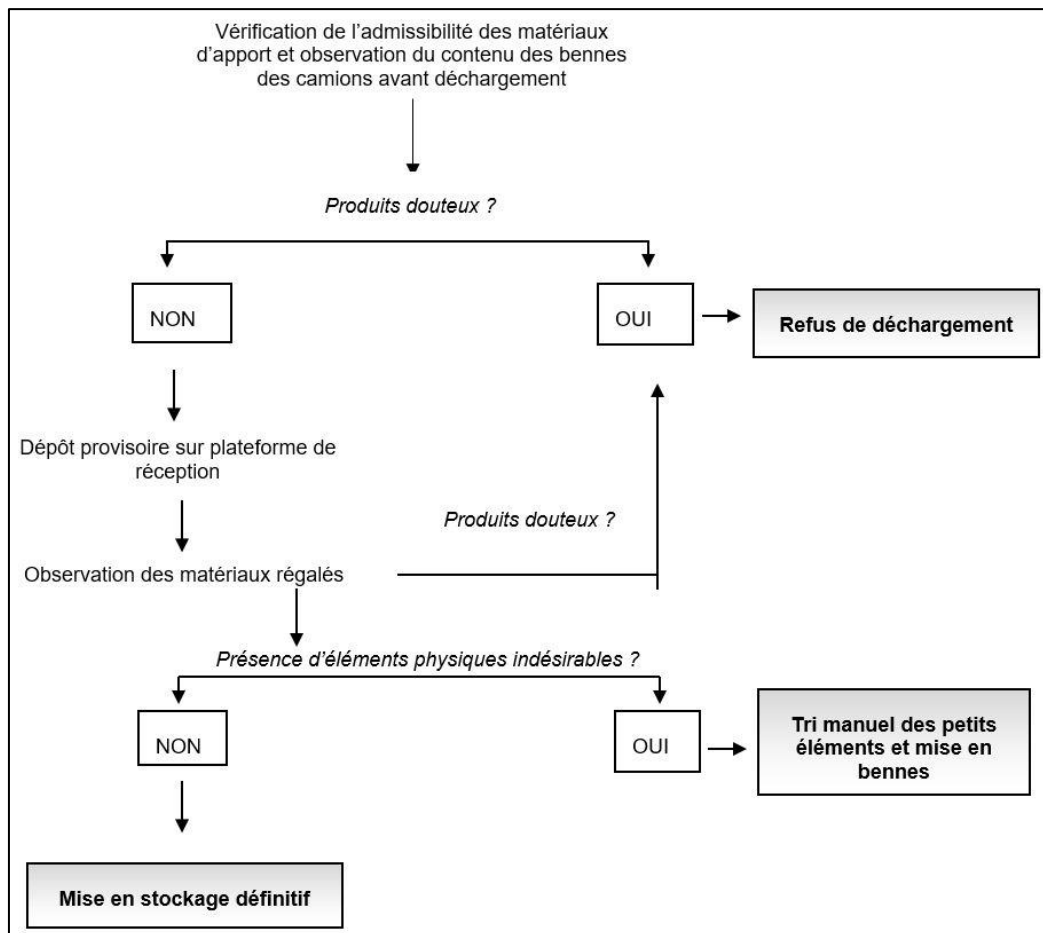 Vérification de l'admissibilité des matériaux
d'apport et observation du contenu des bennes
des camions avant déchargement
Produits douteux ?
NON
OUI
Refus de déchargement
Dépôt provisoire sur plateforme de
réception
Produits douteux ?
Observation des matériaux régalés
Présence d'éléments physiques indésirables ?
NON
OUI
Tri manuel des petits
éléments et mise en
bennes
Mise en stockage définitif